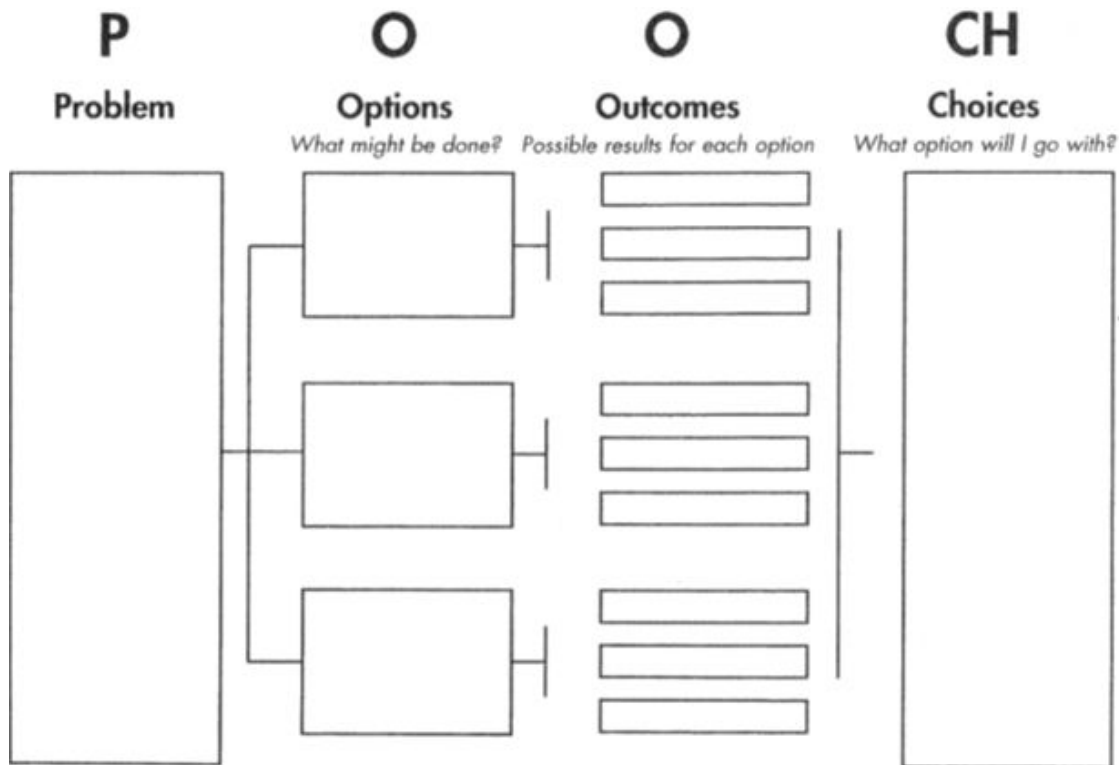 P O O CH
Problem Options Outcomes Choices
What might be done? Possible results for each option What option will I go with?